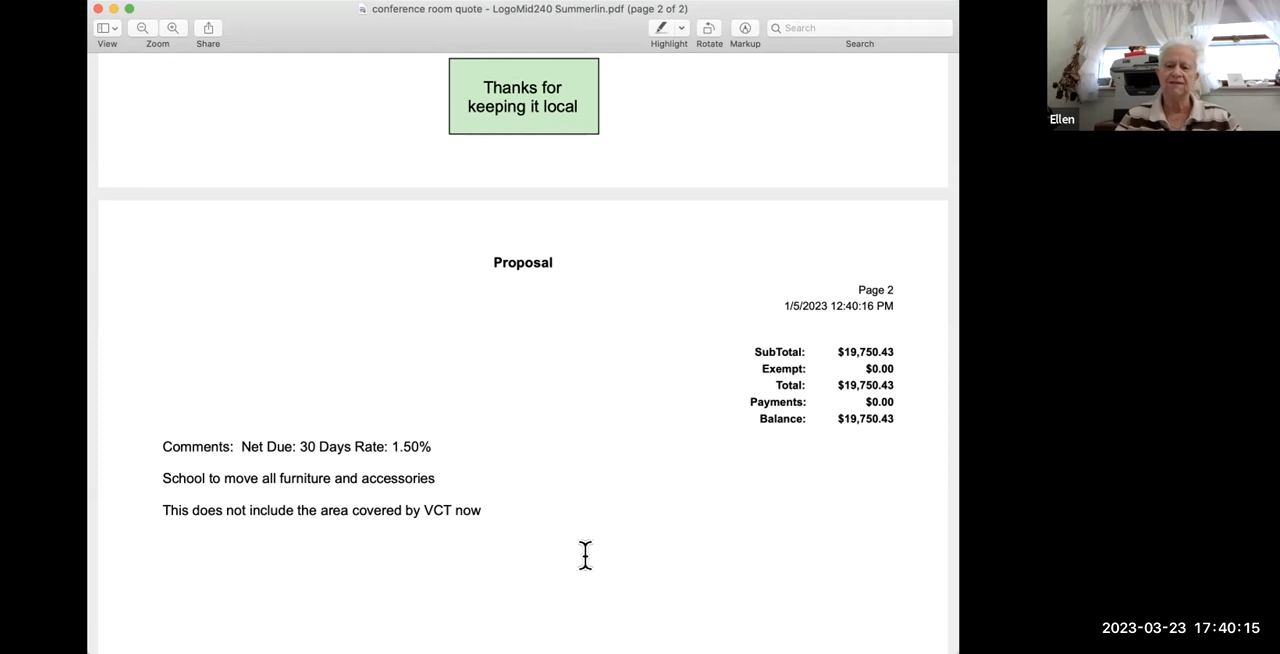 conference room quote - LogoMid240 Summerlin.pdf (page 2 of 2)
Search
View
Zoom
Share
Highlight
Rotate
Markup
Search
Thanks for
keeping it local
Ellen
Proposal
Page 2
1/5/2023 12:40:16 PM
SubTotal: $19,750.43
Exempt: $0.00
Total: $19,750.43
Payments: $0.00
Balance: $19,750.43
Comments: Net Due: 30 Days Rate: 1.50%
School to move all furniture and accessories
This does not include the area covered by VCT now
2023-03-23 17:40:15